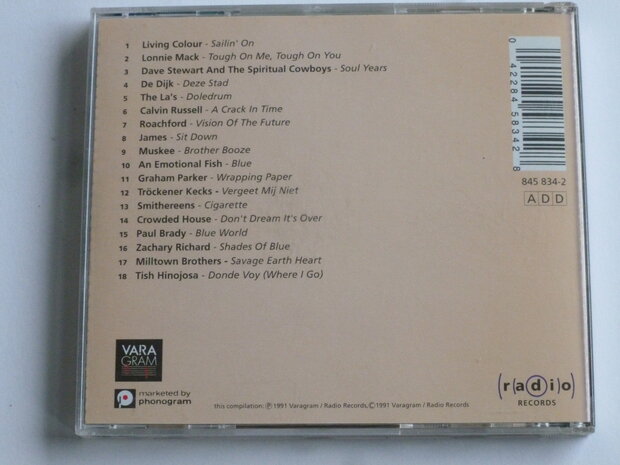 1 Living Colour - Sailin' On
2 Lonnie Mack - Tough On Me, Tough On You
3 Dave Stewart And The Spiritual Cowboys - Soul Years
4 De Dijk - Deze Stad
5 The La's - Doledrum
6 Calvin Russell - A Crack In Time
7 Roachford - Vision Of The Future
8 James - Sit Down
9 Muskee - Brother Booze
10 An Emotional Fish - Blue
11 Graham Parker - Wrapping Paper
12 Tröckener Kecks - Vergeet Mij Niet
13 Smithereens - Cigarette
14 Crowded House - Don't Dream It's Over
15 Paul Brady - Blue World
16 Zachary Richard - Shades Of Blue
17 Milltown Brothers - Savage Earth Heart
18 Tish Hinojosa - Donde Voy (Where I Go)
0 42284 58342 8
845 834-2
ADD
VARA
GRAM
marketed by
phonogram
this compilation: ℗ 1991 Varagram / Radio Records, © 1991 Varagram / Radio Records
((r(a(d)i)o))
RECORDS